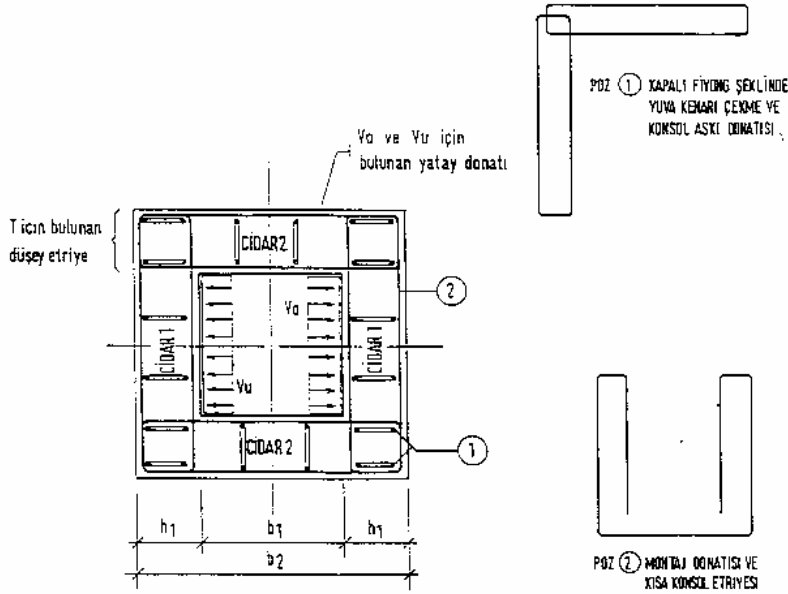 POZ 1 KAPALI FİYONG ŞEKLİNDE
YUVA KENARI ÇEKME VE
KONSOL ASKI DONATISI
Vo ve Vu için
bulunan yatay donatı
T için bulunan
düşey etriye
CİDAR 2
2
Vo
CİDAR 1
CİDAR 1
Vu
CİDAR 2
1
h1
b1
h1
b2
POZ 2 MONTAJ DONATISI VE
KISA KONSOL ETRİYESİ